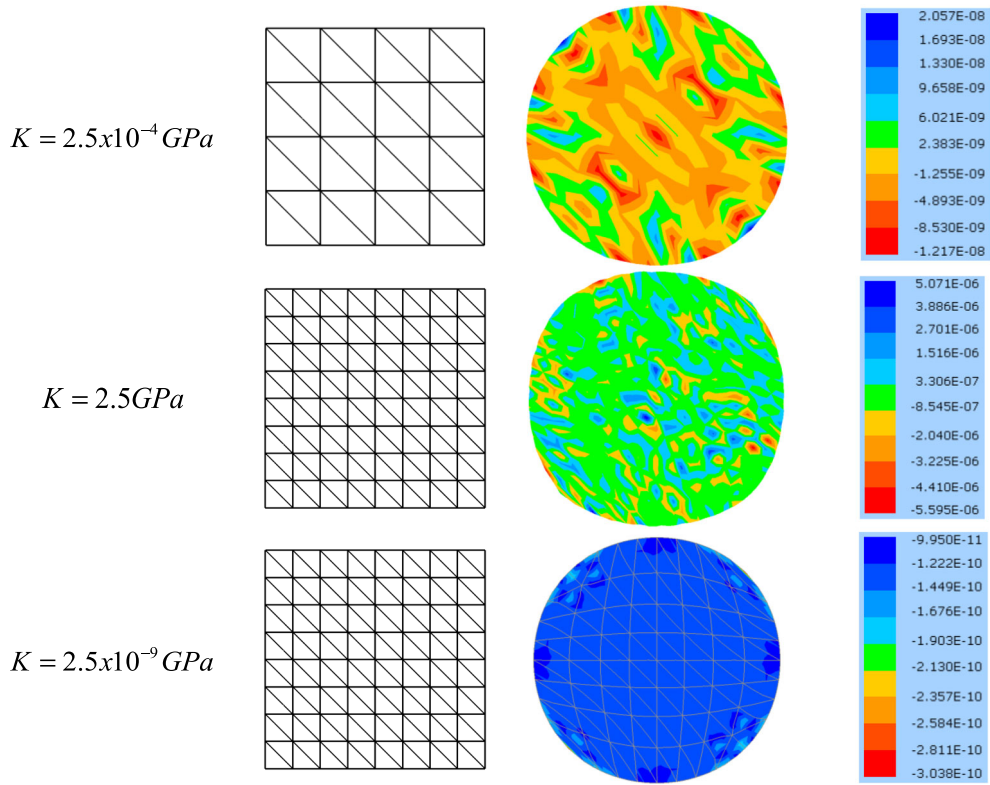 K = 2.5x10⁻⁴ GPa
2.057E-08
1.693E-08
1.330E-08
9.658E-09
6.021E-09
2.383E-09
-1.255E-09
-4.893E-09
-8.530E-09
-1.217E-08
K = 2.5GPa
5.071E-06
3.886E-06
2.701E-06
1.516E-06
3.306E-07
-8.545E-07
-2.040E-06
-3.225E-06
-4.410E-06
-5.595E-06
K = 2.5x10⁻⁹ GPa
-9.950E-11
-1.222E-10
-1.449E-10
-1.676E-10
-1.903E-10
-2.130E-10
-2.357E-10
-2.584E-10
-2.811E-10
-3.038E-10